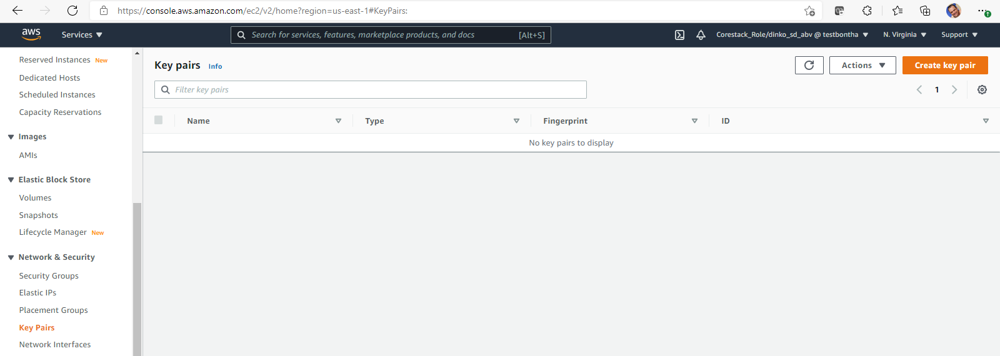 https://console.aws.amazon.com/ec2/v2/home?region=us-east-1#KeyPairs:
aws Services Search for services, features, marketplace products, and docs [Alt+S] Corestack_Role/dinko_sd_abv @ testbontha N. Virginia Support
Reserved Instances New
Dedicated Hosts
Scheduled Instances
Capacity Reservations
Images
AMIs
Elastic Block Store
Volumes
Snapshots
Lifecycle Manager New
Network & Security
Security Groups
Elastic IPs
Placement Groups
Key Pairs
Network Interfaces
Key pairs Info
Actions Create key pair
Filter key pairs
1
Name Type Fingerprint ID
No key pairs to display